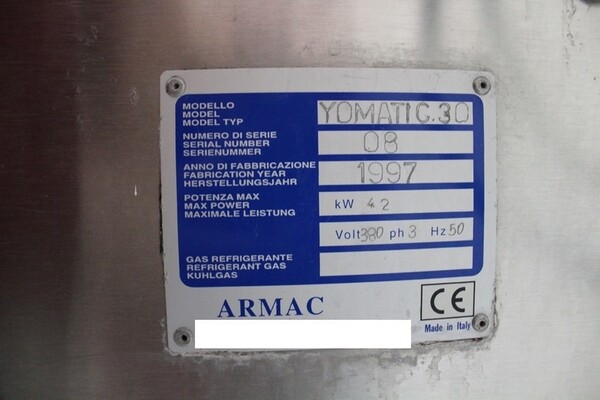 MODELLO
MODEL
MODEL TYP
YOMATIC.30
NUMERO DI SERIE
SERIAL NUMBER
SERIENUMMER
08
ANNO DI FABBRICAZIONE
FABRICATION YEAR
HERSTELLUNGSJAHR
1997
POTENZA MAX
MAX POWER
MAXIMALE LEISTUNG
kW 42
Volt 380 ph 3 Hz 50
GAS REFRIGERANTE
REFRIGERANT GAS
KUHLGAS
ARMAC
CE
Made in Italy